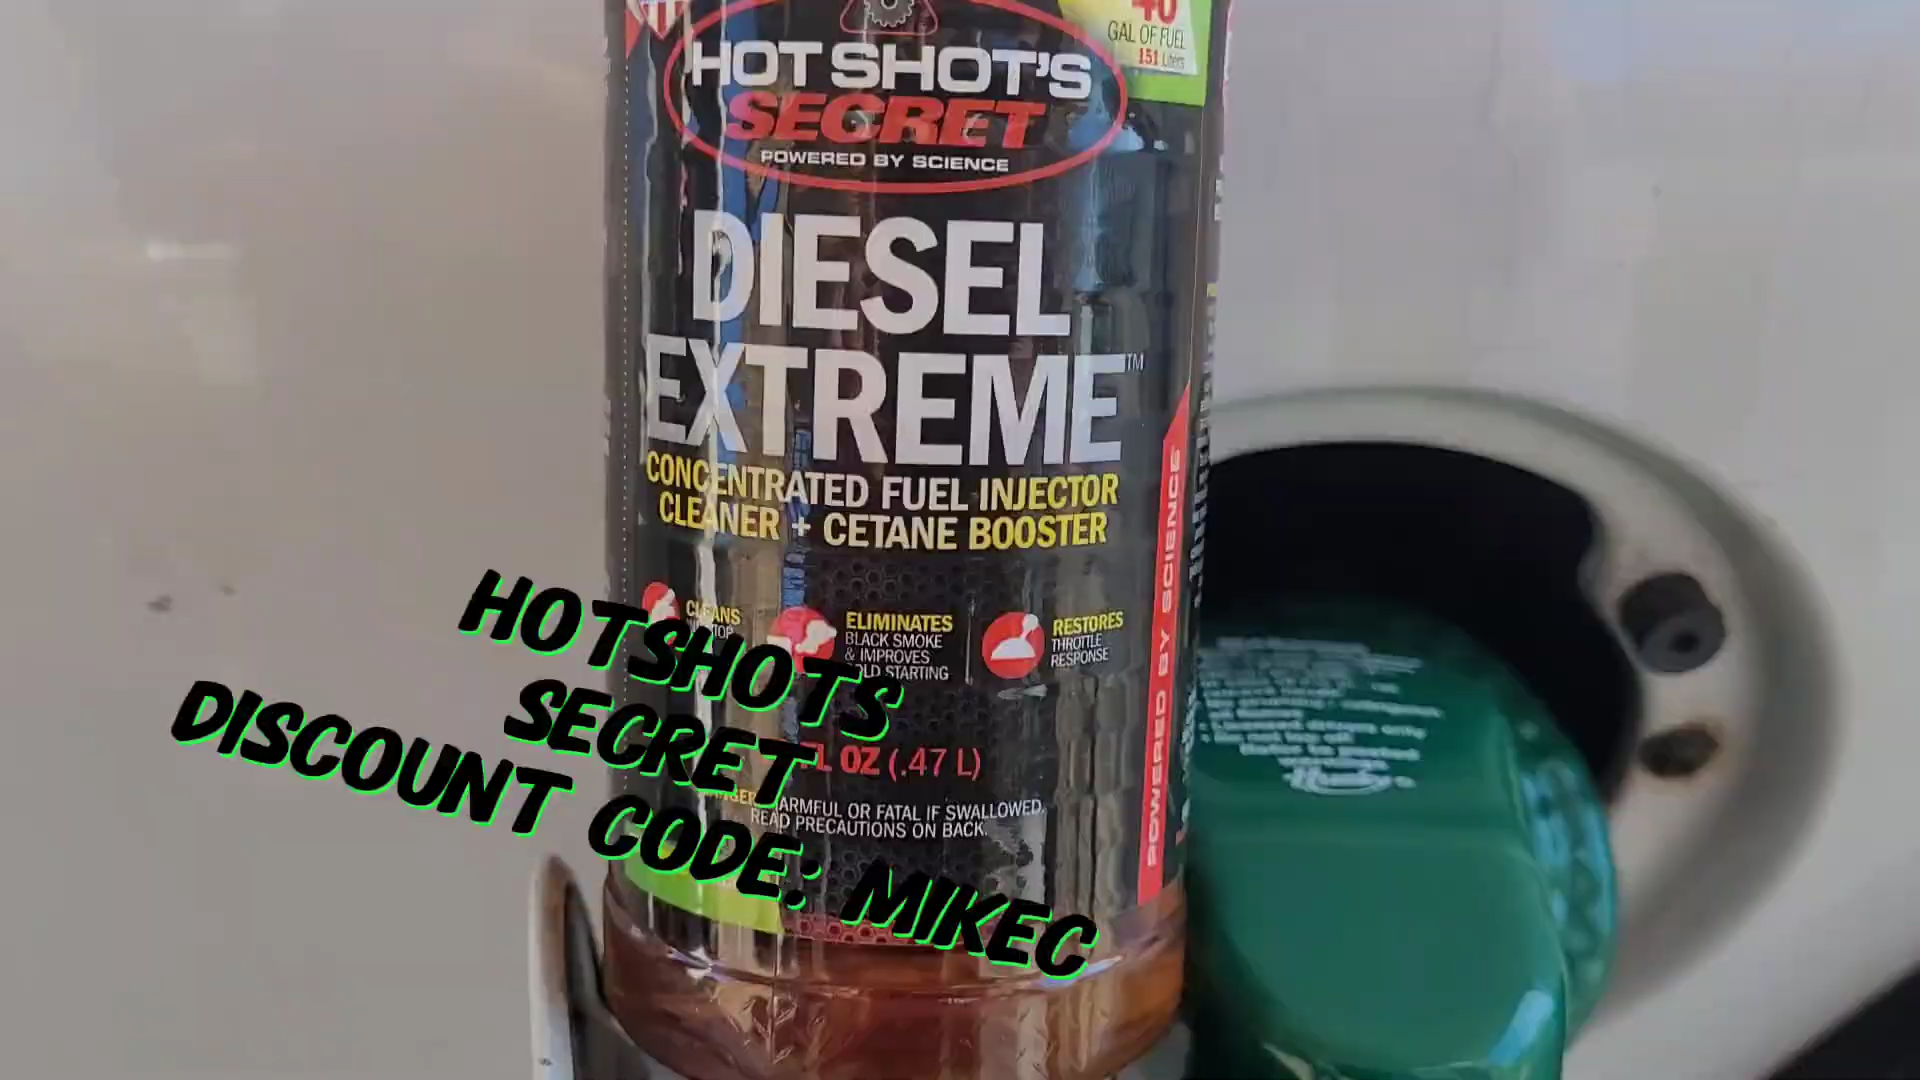 40
GAL OF FUEL
151 Liters
HOT SHOT'S
SECRET
POWERED BY SCIENCE
DIESEL
EXTREME™
CONCENTRATED FUEL INJECTOR
CLEANER + CETANE BOOSTER
CLEANS
ELIMINATES
BLACK SMOKE
& IMPROVES
COLD STARTING
RESTORES
THROTTLE
RESPONSE
FL OZ (.47 L)
HARMFUL OR FATAL IF SWALLOWED.
READ PRECAUTIONS ON BACK.
POWERED BY SCIENCE
HOTSHOTS
SECRET
DISCOUNT CODE: MIKEC